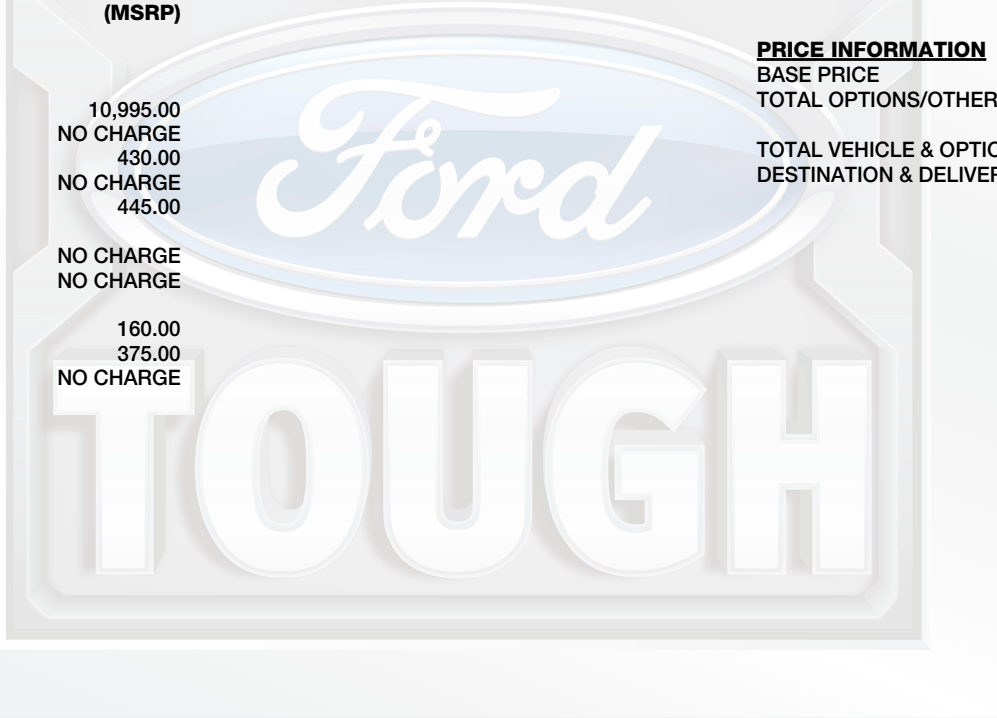 (MSRP)
10,995.00
NO CHARGE
430.00
NO CHARGE
445.00
NO CHARGE
NO CHARGE
160.00
375.00
NO CHARGE
PRICE INFORMATION
BASE PRICE
TOTAL OPTIONS/OTHER
TOTAL VEHICLE & OPTIO
DESTINATION & DELIVER
Ford
TOUGH